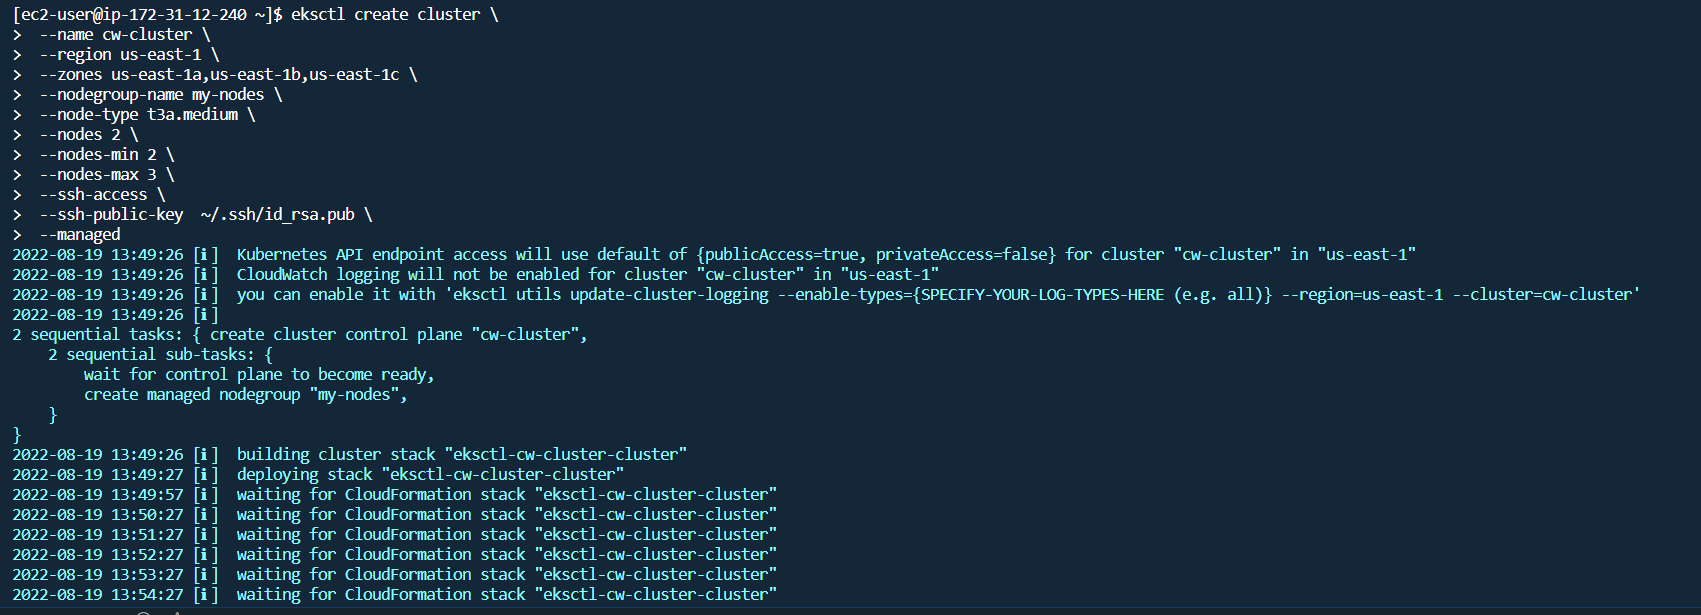 [ec2-user@ip-172-31-12-240 ~]$ eksctl create cluster \
>  --name cw-cluster \
>  --region us-east-1 \
>  --zones us-east-1a,us-east-1b,us-east-1c \
>  --nodegroup-name my-nodes \
>  --node-type t3a.medium \
>  --nodes 2 \
>  --nodes-min 2 \
>  --nodes-max 3 \
>  --ssh-access \
>  --ssh-public-key  ~/.ssh/id_rsa.pub \
>  --managed
2022-08-19 13:49:26 [ℹ]  Kubernetes API endpoint access will use default of {publicAccess=true, privateAccess=false} for cluster "cw-cluster" in "us-east-1"
2022-08-19 13:49:26 [ℹ]  CloudWatch logging will not be enabled for cluster "cw-cluster" in "us-east-1"
2022-08-19 13:49:26 [ℹ]  you can enable it with 'eksctl utils update-cluster-logging --enable-types={SPECIFY-YOUR-LOG-TYPES-HERE (e.g. all)} --region=us-east-1 --cluster=cw-cluster'
2022-08-19 13:49:26 [ℹ]
2 sequential tasks: { create cluster control plane "cw-cluster",
    2 sequential sub-tasks: {
        wait for control plane to become ready,
        create managed nodegroup "my-nodes",
    }
}
2022-08-19 13:49:26 [ℹ]  building cluster stack "eksctl-cw-cluster-cluster"
2022-08-19 13:49:27 [ℹ]  deploying stack "eksctl-cw-cluster-cluster"
2022-08-19 13:49:57 [ℹ]  waiting for CloudFormation stack "eksctl-cw-cluster-cluster"
2022-08-19 13:50:27 [ℹ]  waiting for CloudFormation stack "eksctl-cw-cluster-cluster"
2022-08-19 13:51:27 [ℹ]  waiting for CloudFormation stack "eksctl-cw-cluster-cluster"
2022-08-19 13:52:27 [ℹ]  waiting for CloudFormation stack "eksctl-cw-cluster-cluster"
2022-08-19 13:53:27 [ℹ]  waiting for CloudFormation stack "eksctl-cw-cluster-cluster"
2022-08-19 13:54:27 [ℹ]  waiting for CloudFormation stack "eksctl-cw-cluster-cluster"